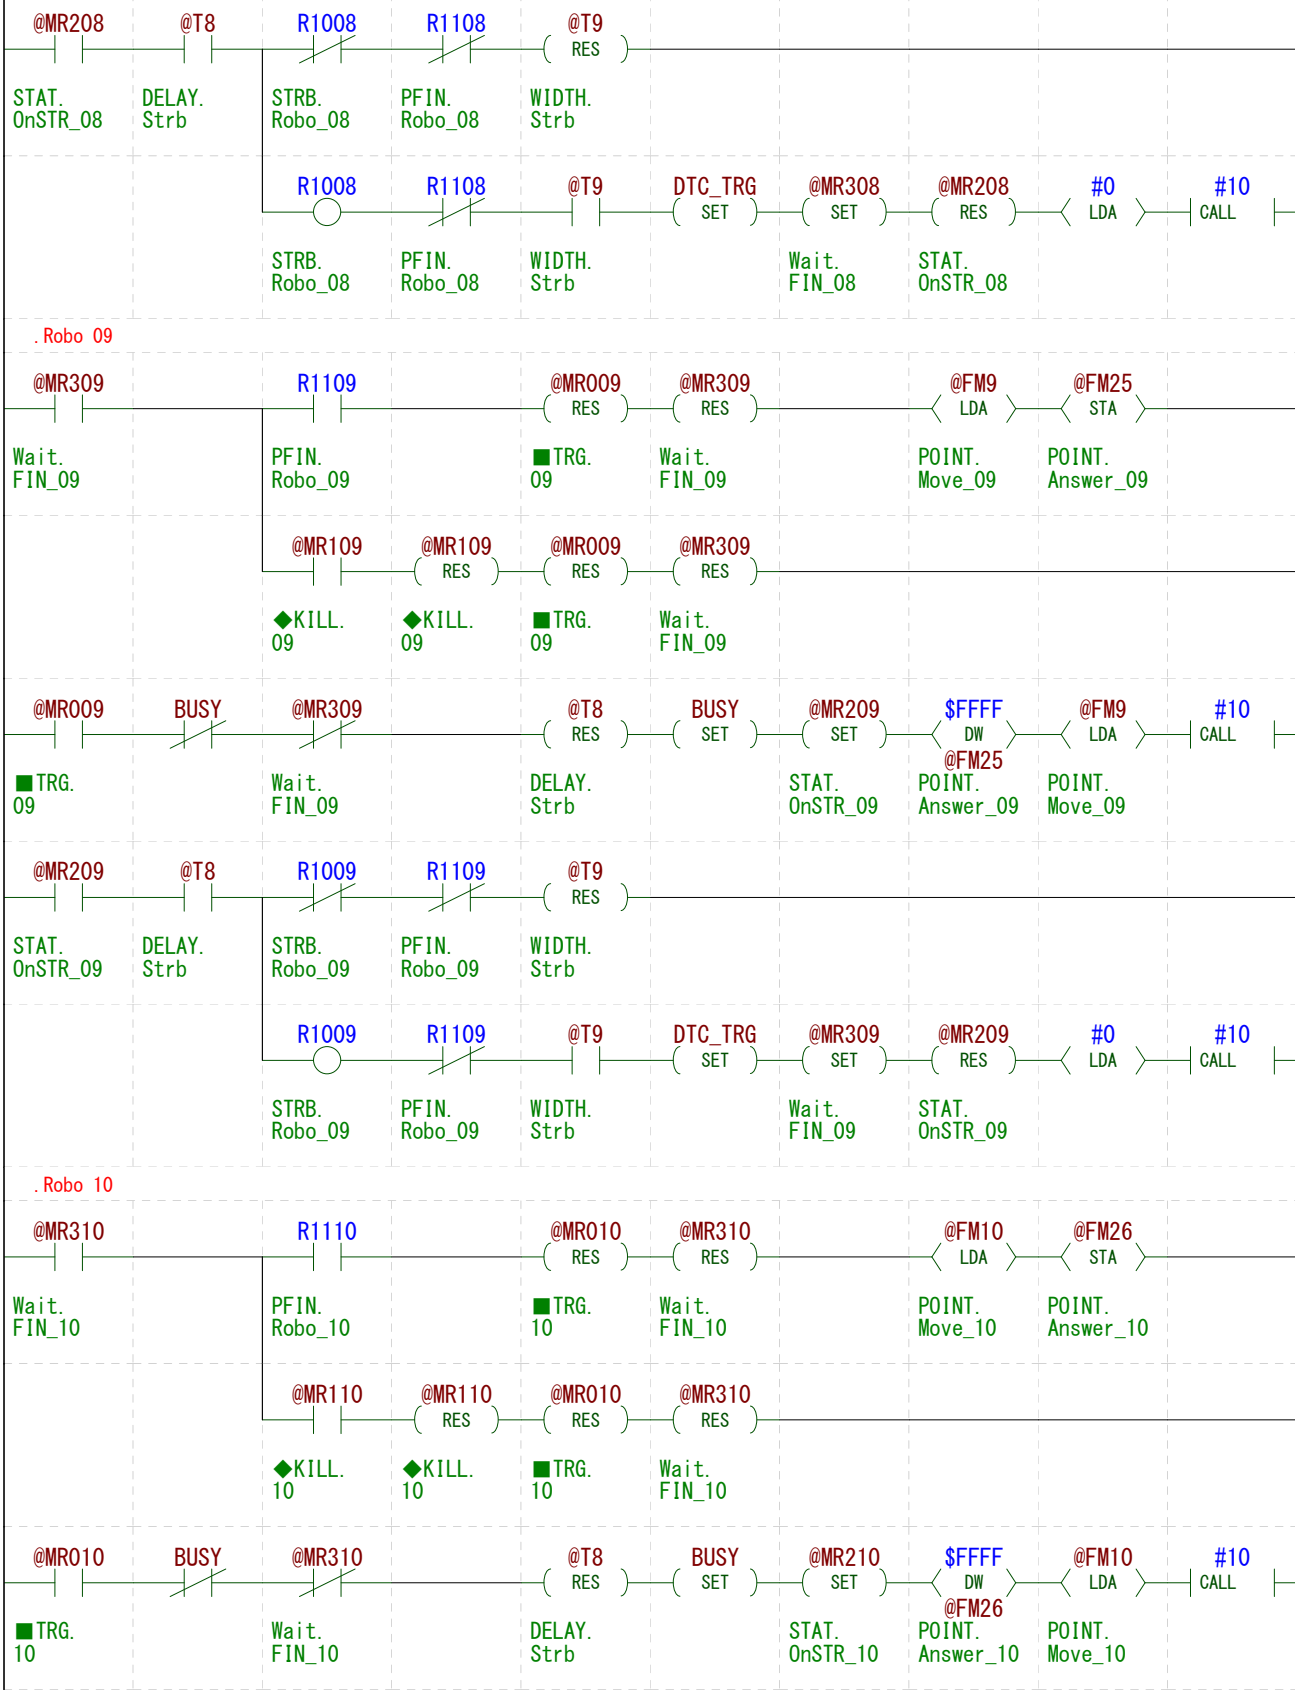 @MR208 @T8 R1008 R1108 @T9
RES
STAT. DELAY. STRB. PFIN. WIDTH.
OnSTR_08 Strb Robo_08 Robo_08 Strb
R1008 R1108 @T9 DTC_TRG @MR308 @MR208 #0 #10
SET SET RES LDA CALL
STRB. PFIN. WIDTH. Wait. STAT.
Robo_08 Robo_08 Strb FIN_08 OnSTR_08
.Robo 09
@MR309 R1109 @MR009 @MR309 @FM9 @FM25
RES RES LDA STA
Wait. PFIN. ■TRG. Wait. POINT. POINT.
FIN_09 Robo_09 09 FIN_09 Move_09 Answer_09
@MR109 @MR109 @MR009 @MR309
RES RES RES
◆KILL. ◆KILL. ■TRG. Wait.
09 09 09 FIN_09
@MR009 BUSY @MR309 @T8 BUSY @MR209 $FFFF @FM9 #10
RES SET SET DW LDA CALL
@FM25
■TRG. Wait. DELAY. STAT. POINT. POINT.
09 FIN_09 Strb OnSTR_09 Answer_09 Move_09
@MR209 @T8 R1009 R1109 @T9
RES
STAT. DELAY. STRB. PFIN. WIDTH.
OnSTR_09 Strb Robo_09 Robo_09 Strb
R1009 R1109 @T9 DTC_TRG @MR309 @MR209 #0 #10
SET SET RES LDA CALL
STRB. PFIN. WIDTH. Wait. STAT.
Robo_09 Robo_09 Strb FIN_09 OnSTR_09
.Robo 10
@MR310 R1110 @MR010 @MR310 @FM10 @FM26
RES RES LDA STA
Wait. PFIN. ■TRG. Wait. POINT. POINT.
FIN_10 Robo_10 10 FIN_10 Move_10 Answer_10
@MR110 @MR110 @MR010 @MR310
RES RES RES
◆KILL. ◆KILL. ■TRG. Wait.
10 10 10 FIN_10
@MR010 BUSY @MR310 @T8 BUSY @MR210 $FFFF @FM10 #10
RES SET SET DW LDA CALL
@FM26
■TRG. Wait. DELAY. STAT. POINT. POINT.
10 FIN_10 Strb OnSTR_10 Answer_10 Move_10